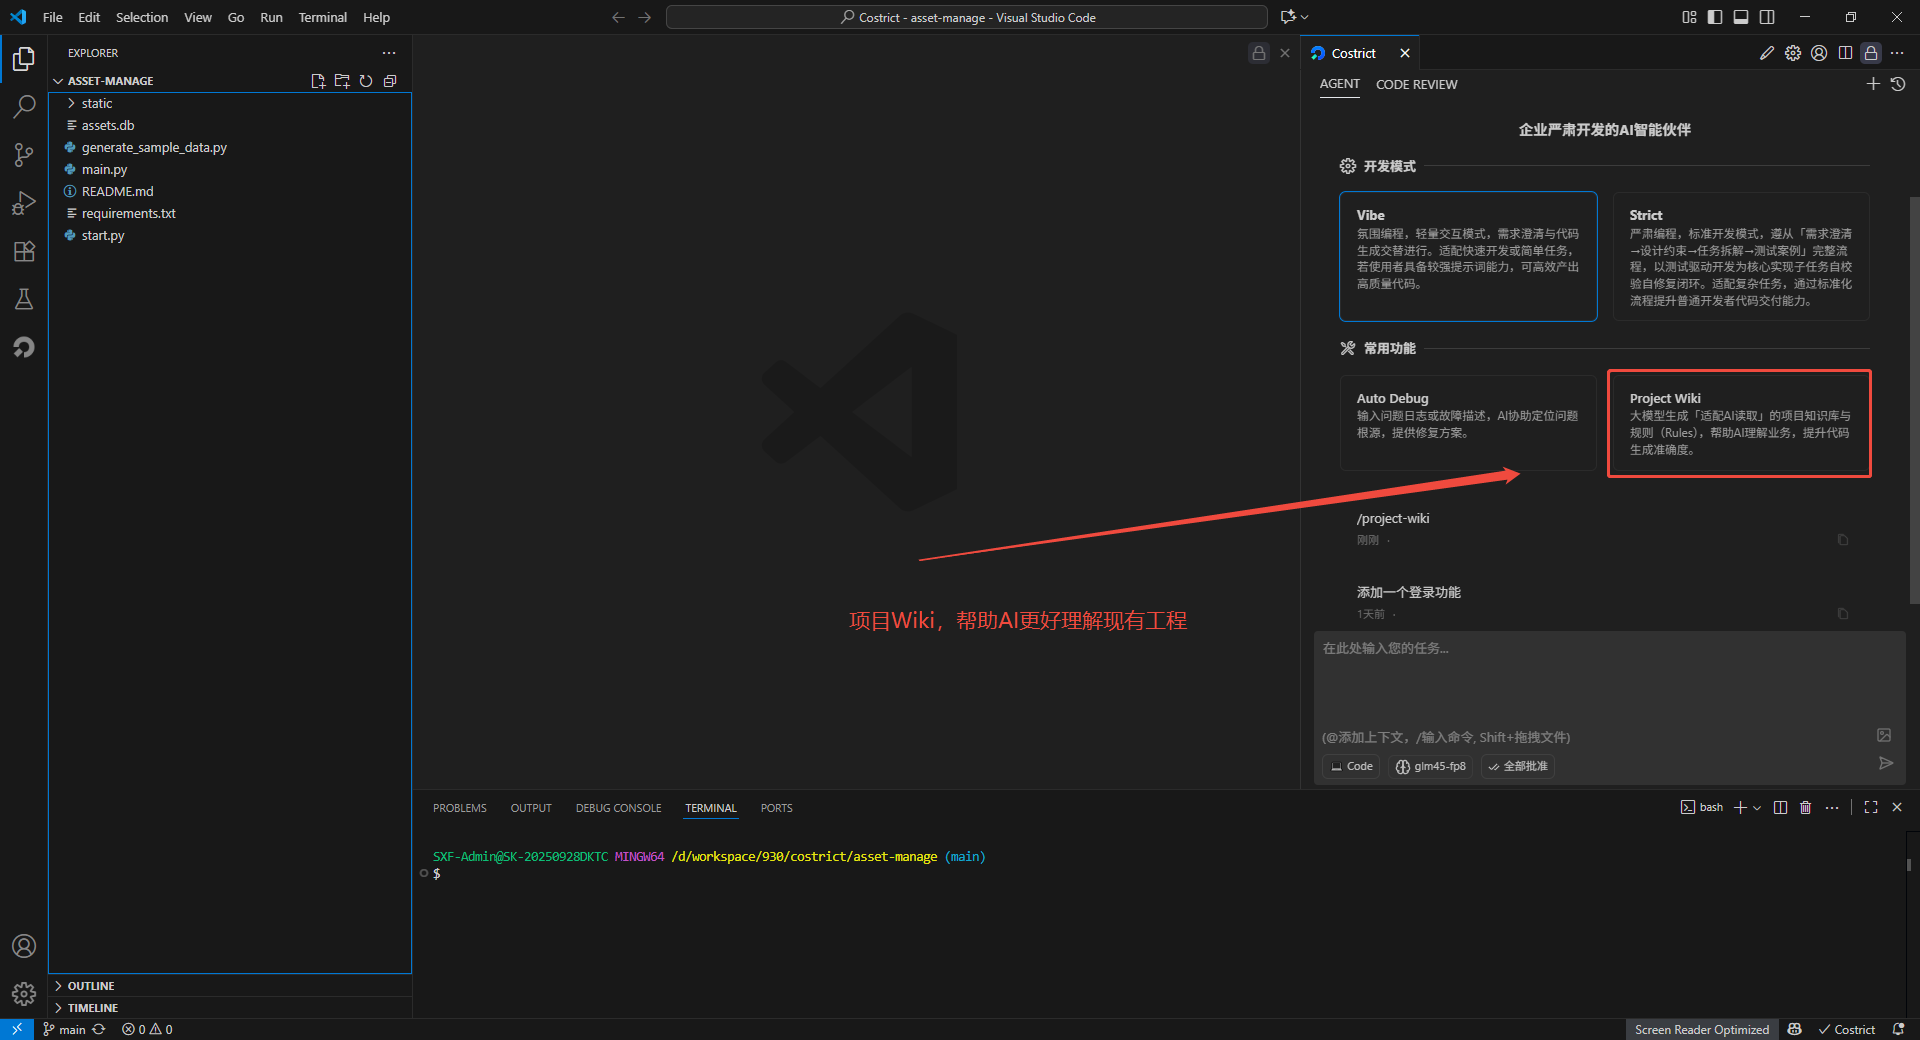 File Edit Selection View Go Run Terminal Help
Costrict - asset-manage - Visual Studio Code
EXPLORER
ASSET-MANAGE
static
assets.db
generate_sample_data.py
main.py
README.md
requirements.txt
start.py
OUTLINE
TIMELINE
项目Wiki，帮助AI更好理解现有工程
Costrict
AGENT CODE REVIEW
企业严肃开发的AI智能伙伴
开发模式
Vibe
氛围编程，轻量交互模式，需求澄清与代码
生成交替进行。适配快速开发或简单任务，
若使用者具备较强提示词能力，可高效产出
高质量代码。
Strict
严肃编程，标准开发模式，遵从「需求澄清
→设计约束→任务拆解→测试案例」完整流
程，以测试驱动开发为核心实现子任务自校
验自修复闭环。适配复杂任务，通过标准化
流程提升普通开发者代码交付能力。
常用功能
Auto Debug
输入问题日志或故障描述，AI协助定位问题
根源，提供修复方案。
Project Wiki
大模型生成「适配AI读取」的项目知识库与
规则（Rules），帮助AI理解业务，提升代码
生成准确度。
/project-wiki
刚刚 ·
添加一个登录功能
1天前 ·
在此处输入您的任务...
(@添加上下文，/输入命令, Shift+拖拽文件)
Code glm45-fp8 全部批准
PROBLEMS OUTPUT DEBUG CONSOLE TERMINAL PORTS
bash
SXF-Admin@SK-20250928DKTC MINGW64 /d/workspace/930/costrict/asset-manage (main)
$
main 0 0
Screen Reader Optimized Costrict